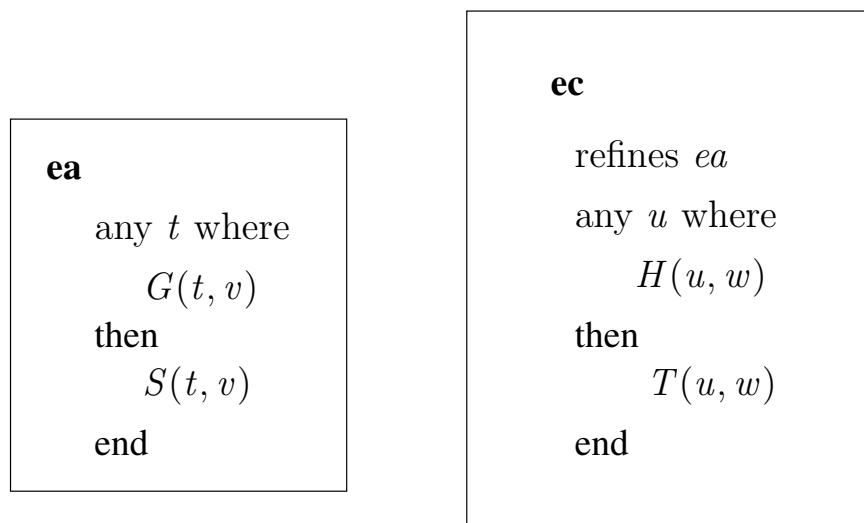 ea
any t where
G(t, v)
then
S(t, v)
end
ec
refines ea
any u where
H(u, w)
then
T(u, w)
end